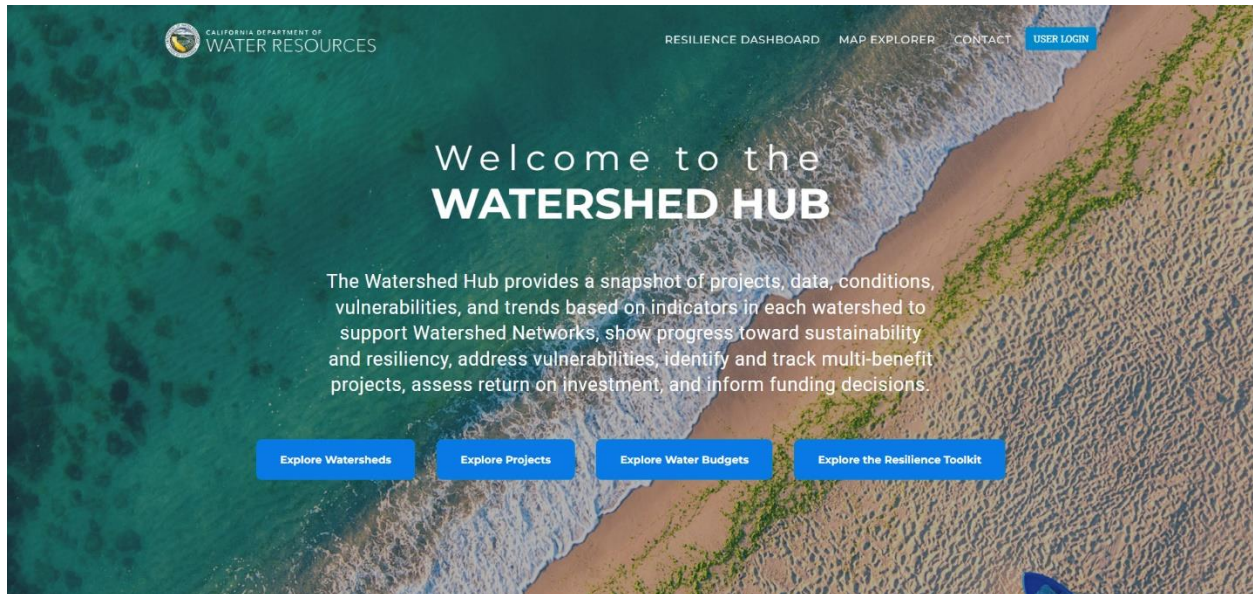 CALIFORNIA DEPARTMENT OF
WATER RESOURCES
RESILIENCE DASHBOARD MAP EXPLORER CONTACT USER LOGIN
Welcome to the
WATERSHED HUB
The Watershed Hub provides a snapshot of projects, data, conditions,
vulnerabilities, and trends based on indicators in each watershed to
support Watershed Networks, show progress toward sustainability
and resiliency, address vulnerabilities, identify and track multi-benefit
projects, assess return on investment, and inform funding decisions.
Explore Watersheds Explore Projects Explore Water Budgets Explore the Resilience Toolkit